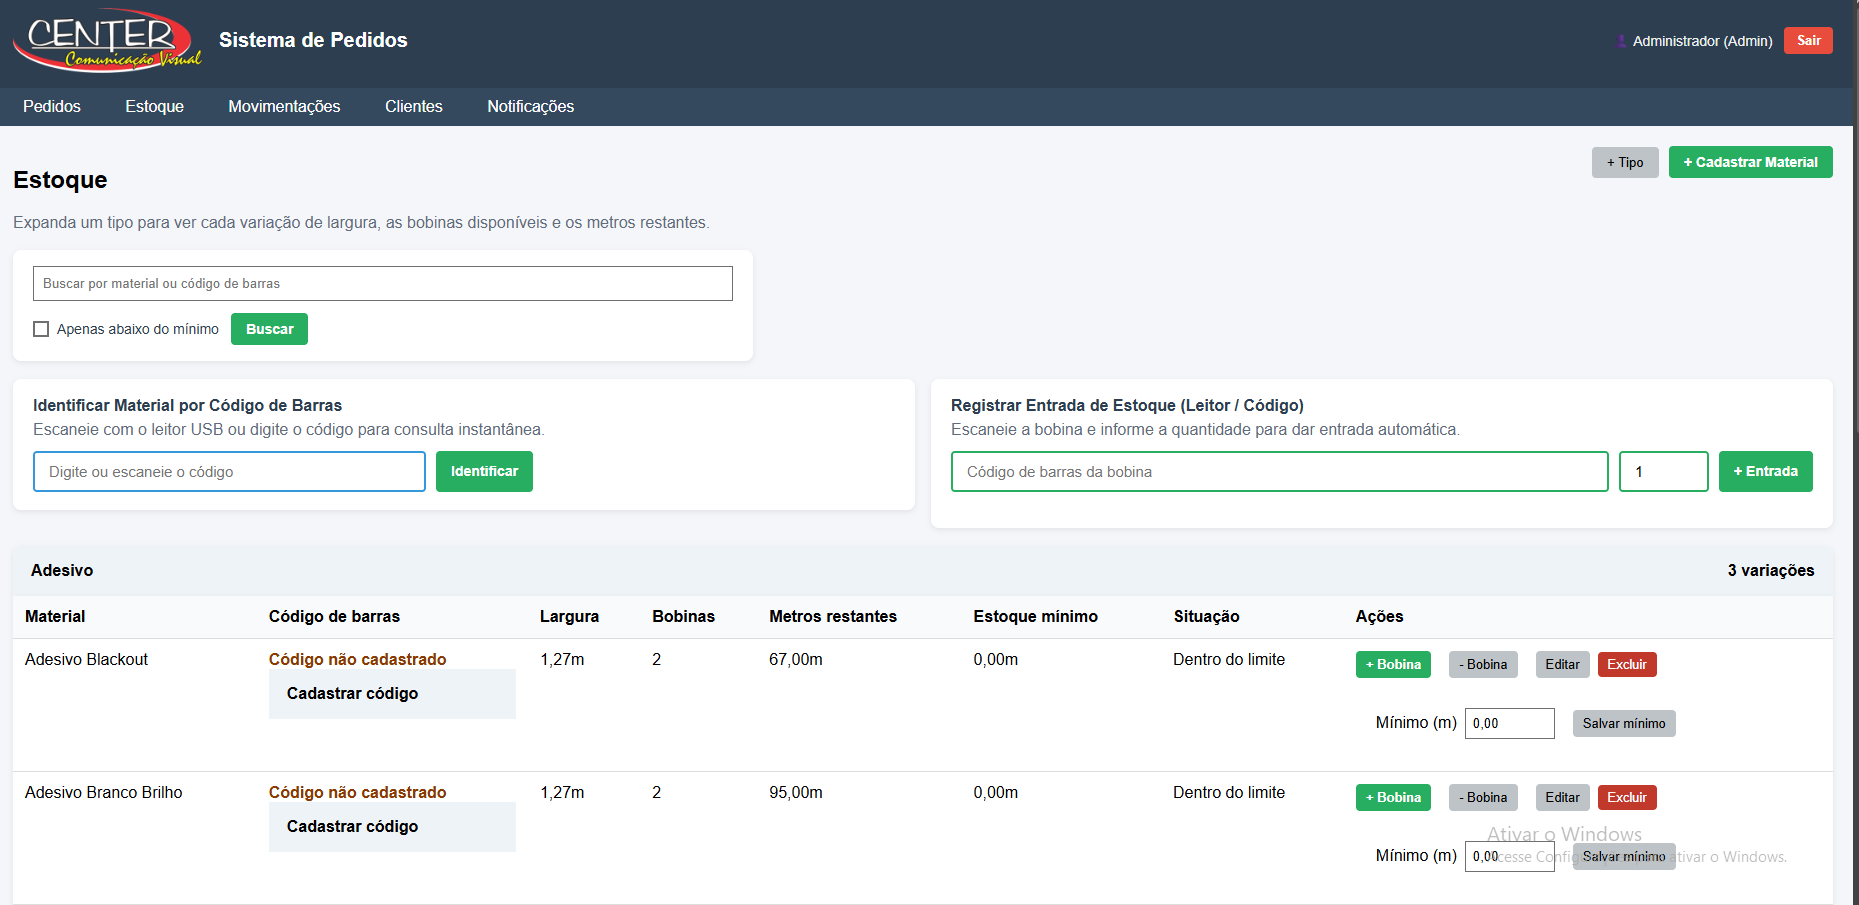 CENTER
Comunicação Visual
Sistema de Pedidos
Administrador (Admin)
Sair
Pedidos
Estoque
Movimentações
Clientes
Notificações
+ Tipo
+ Cadastrar Material
Estoque
Expanda um tipo para ver cada variação de largura, as bobinas disponíveis e os metros restantes.
Buscar por material ou código de barras
Apenas abaixo do mínimo
Buscar
Identificar Material por Código de Barras
Escaneie com o leitor USB ou digite o código para consulta instantânea.
Digite ou escaneie o código
Identificar
Registrar Entrada de Estoque (Leitor / Código)
Escaneie a bobina e informe a quantidade para dar entrada automática.
Código de barras da bobina
1
+ Entrada
Adesivo
3 variações
Material
Código de barras
Largura
Bobinas
Metros restantes
Estoque mínimo
Situação
Ações
Adesivo Blackout
Código não cadastrado
Cadastrar código
1,27m
2
67,00m
0,00m
Dentro do limite
+ Bobina
- Bobina
Editar
Excluir
Mínimo (m)
0,00
Salvar mínimo
Adesivo Branco Brilho
Código não cadastrado
Cadastrar código
1,27m
2
95,00m
0,00m
Dentro do limite
+ Bobina
- Bobina
Editar
Excluir
Mínimo (m)
0,00
Salvar mínimo
Ativar o Windows
ativar o Windows.